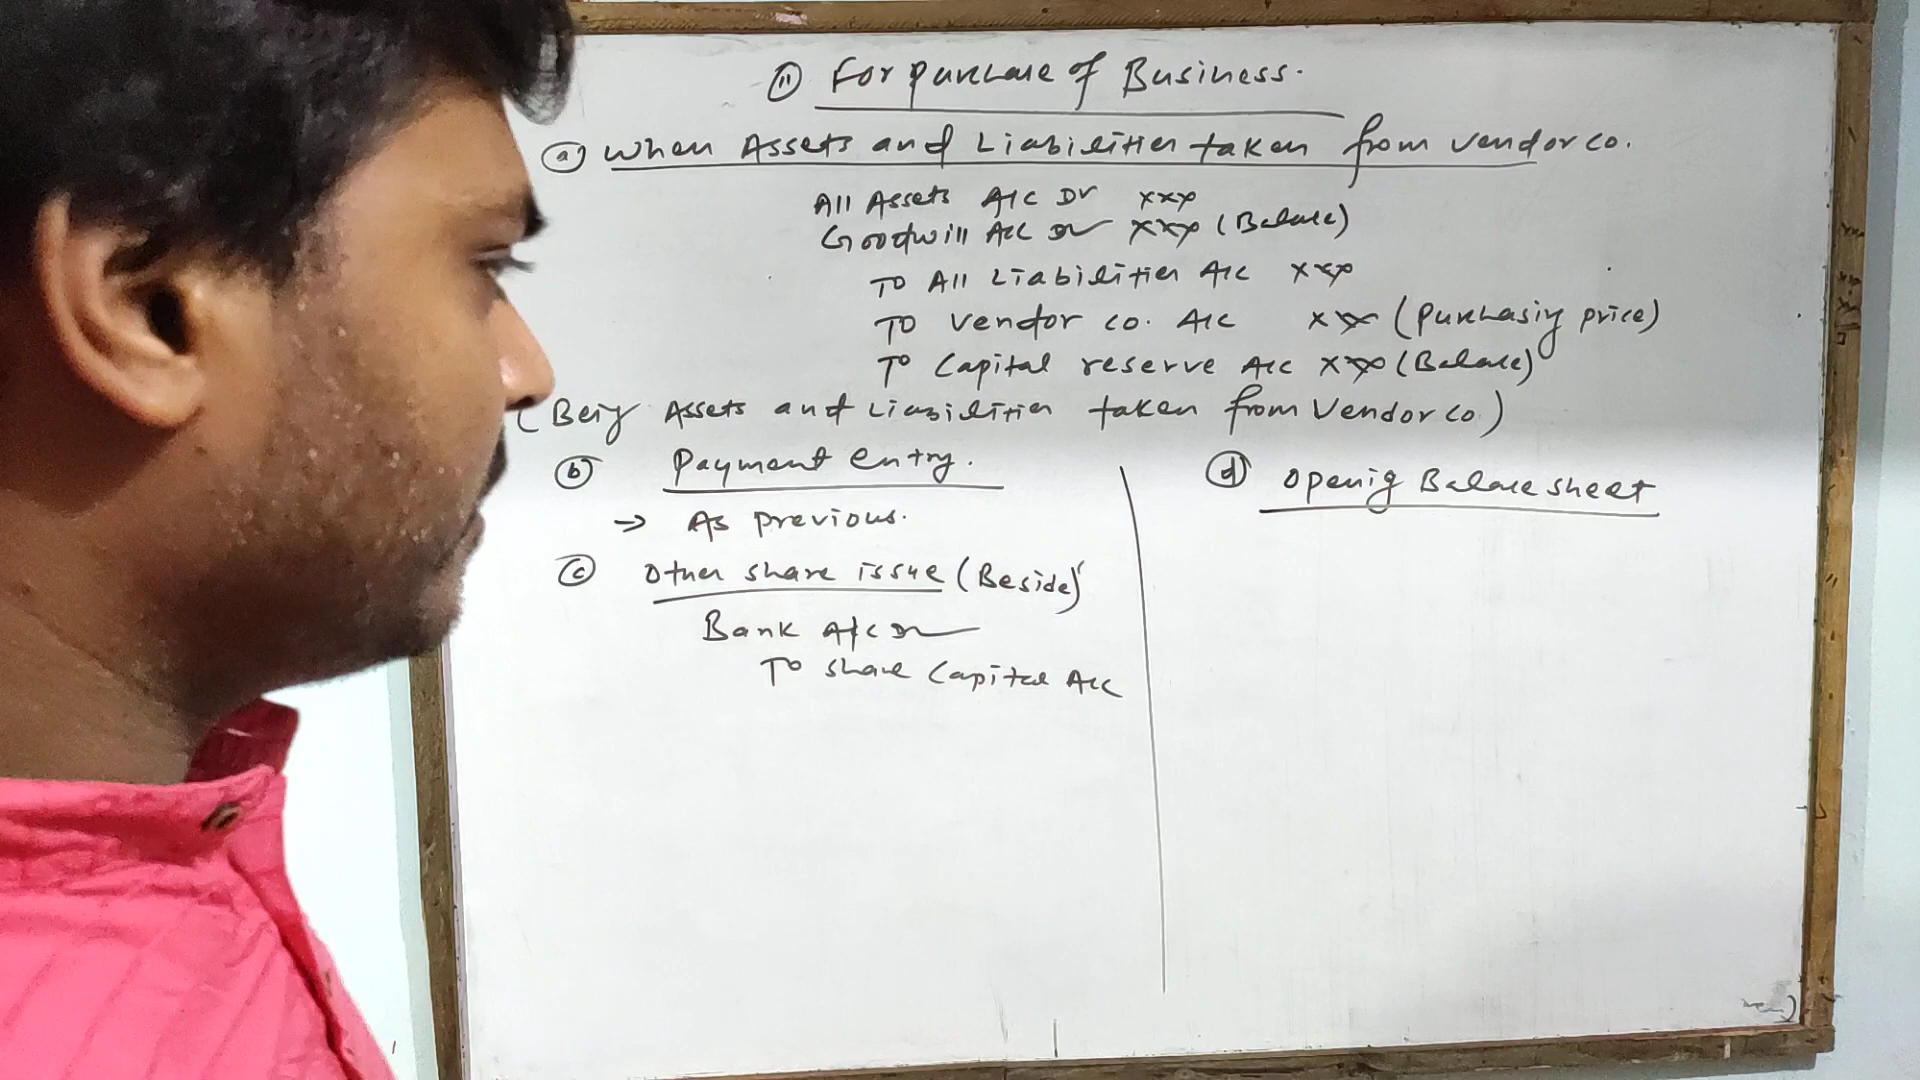 (ii) For purchase of Business.
(a) When Assets and Liabilities taken from vendor co.
All Assets A/c Dr xxx
Goodwill A/c Dr xxx (Balance)
To All Liabilities A/c xxx
To Vendor co. A/c xxx (Purchasing price)
To Capital reserve A/c xxx (Balance)
(Being Assets and Liabilities taken from Vendor co.)
(b) Payment entry.
→ As previous.
(c) Other share issue (Beside)
Bank A/c Dr
To share Capital A/c
(d) Opening Balance sheet